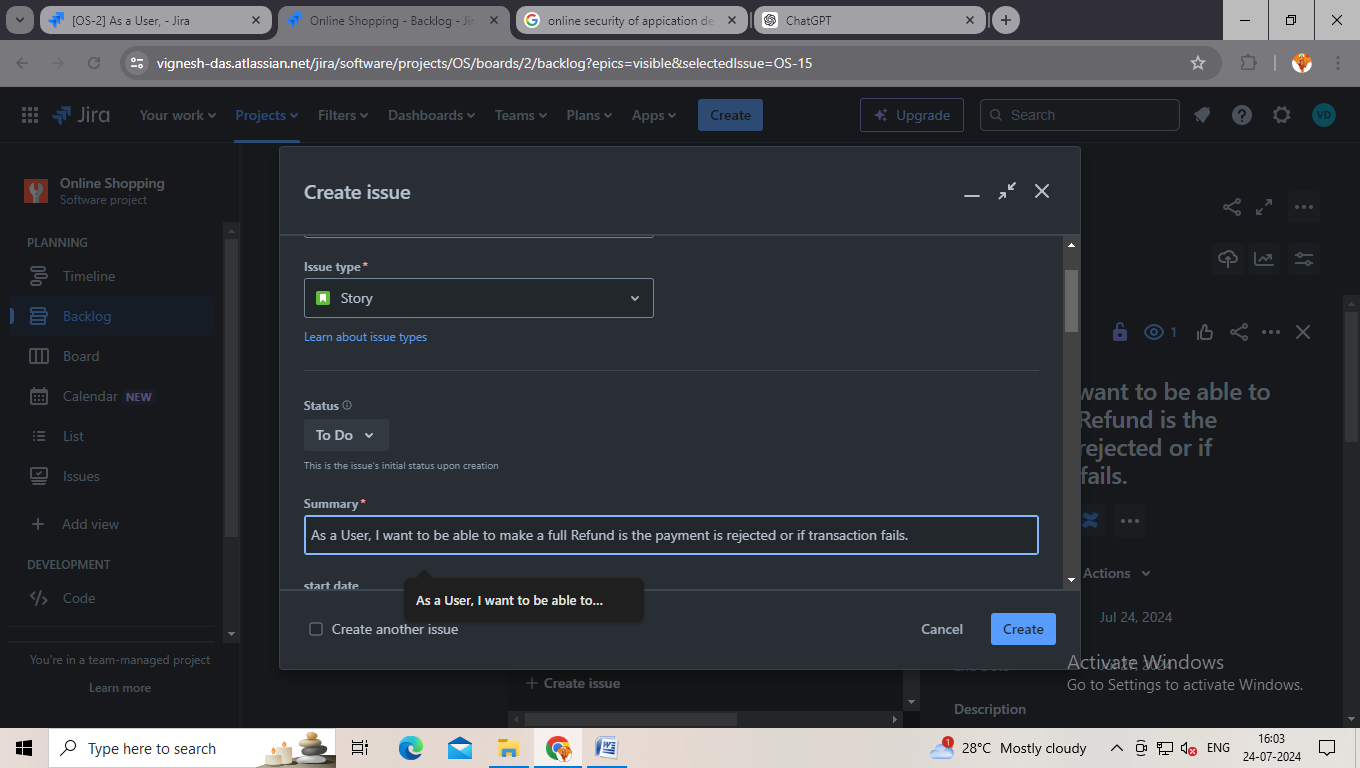 [OS-2] As a User, - Jira
Online Shopping - Backlog - Jir
online security of appication de
ChatGPT
vignesh-das.atlassian.net/jira/software/projects/OS/boards/2/backlog?epics=visible&selectedIssue=OS-15
Jira
Your work
Projects
Filters
Dashboards
Teams
Plans
Apps
Create
Upgrade
Search
VD
Online Shopping
Software project
PLANNING
Timeline
Backlog
Board
Calendar NEW
List
Issues
Add view
DEVELOPMENT
Code
You're in a team-managed project
Learn more
Create issue
Issue type*
Story
Learn about issue types
Status
To Do
This is the issue's initial status upon creation
Summary*
As a User, I want to be able to make a full Refund is the payment is rejected or if transaction fails.
start date
As a User, I want to be able to...
Create another issue
Cancel
Create
+ Create issue
1
want to be able to
Refund is the
rejected or if
fails.
Actions
Jul 24, 2024
Activate Windows
Go to Settings to activate Windows.
Description
Type here to search
1
28°C Mostly cloudy
ENG
16:03
24-07-2024